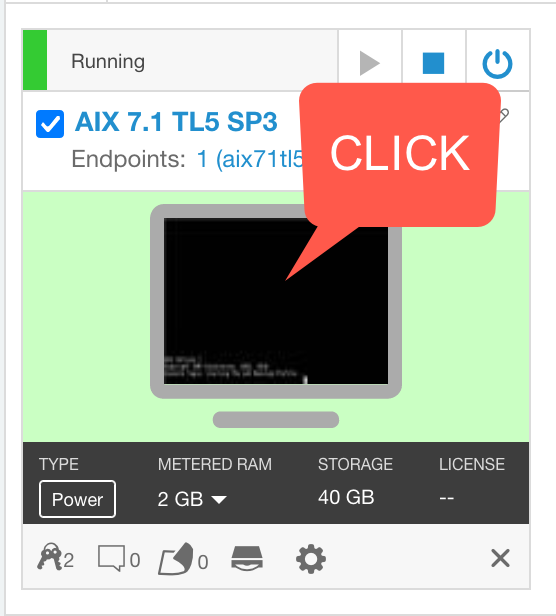 Running
AIX 7.1 TL5 SP3
Endpoints: 1 (aix71tl5
CLICK
TYPE METERED RAM STORAGE LICENSE
Power 2 GB 40 GB --
2 0 0